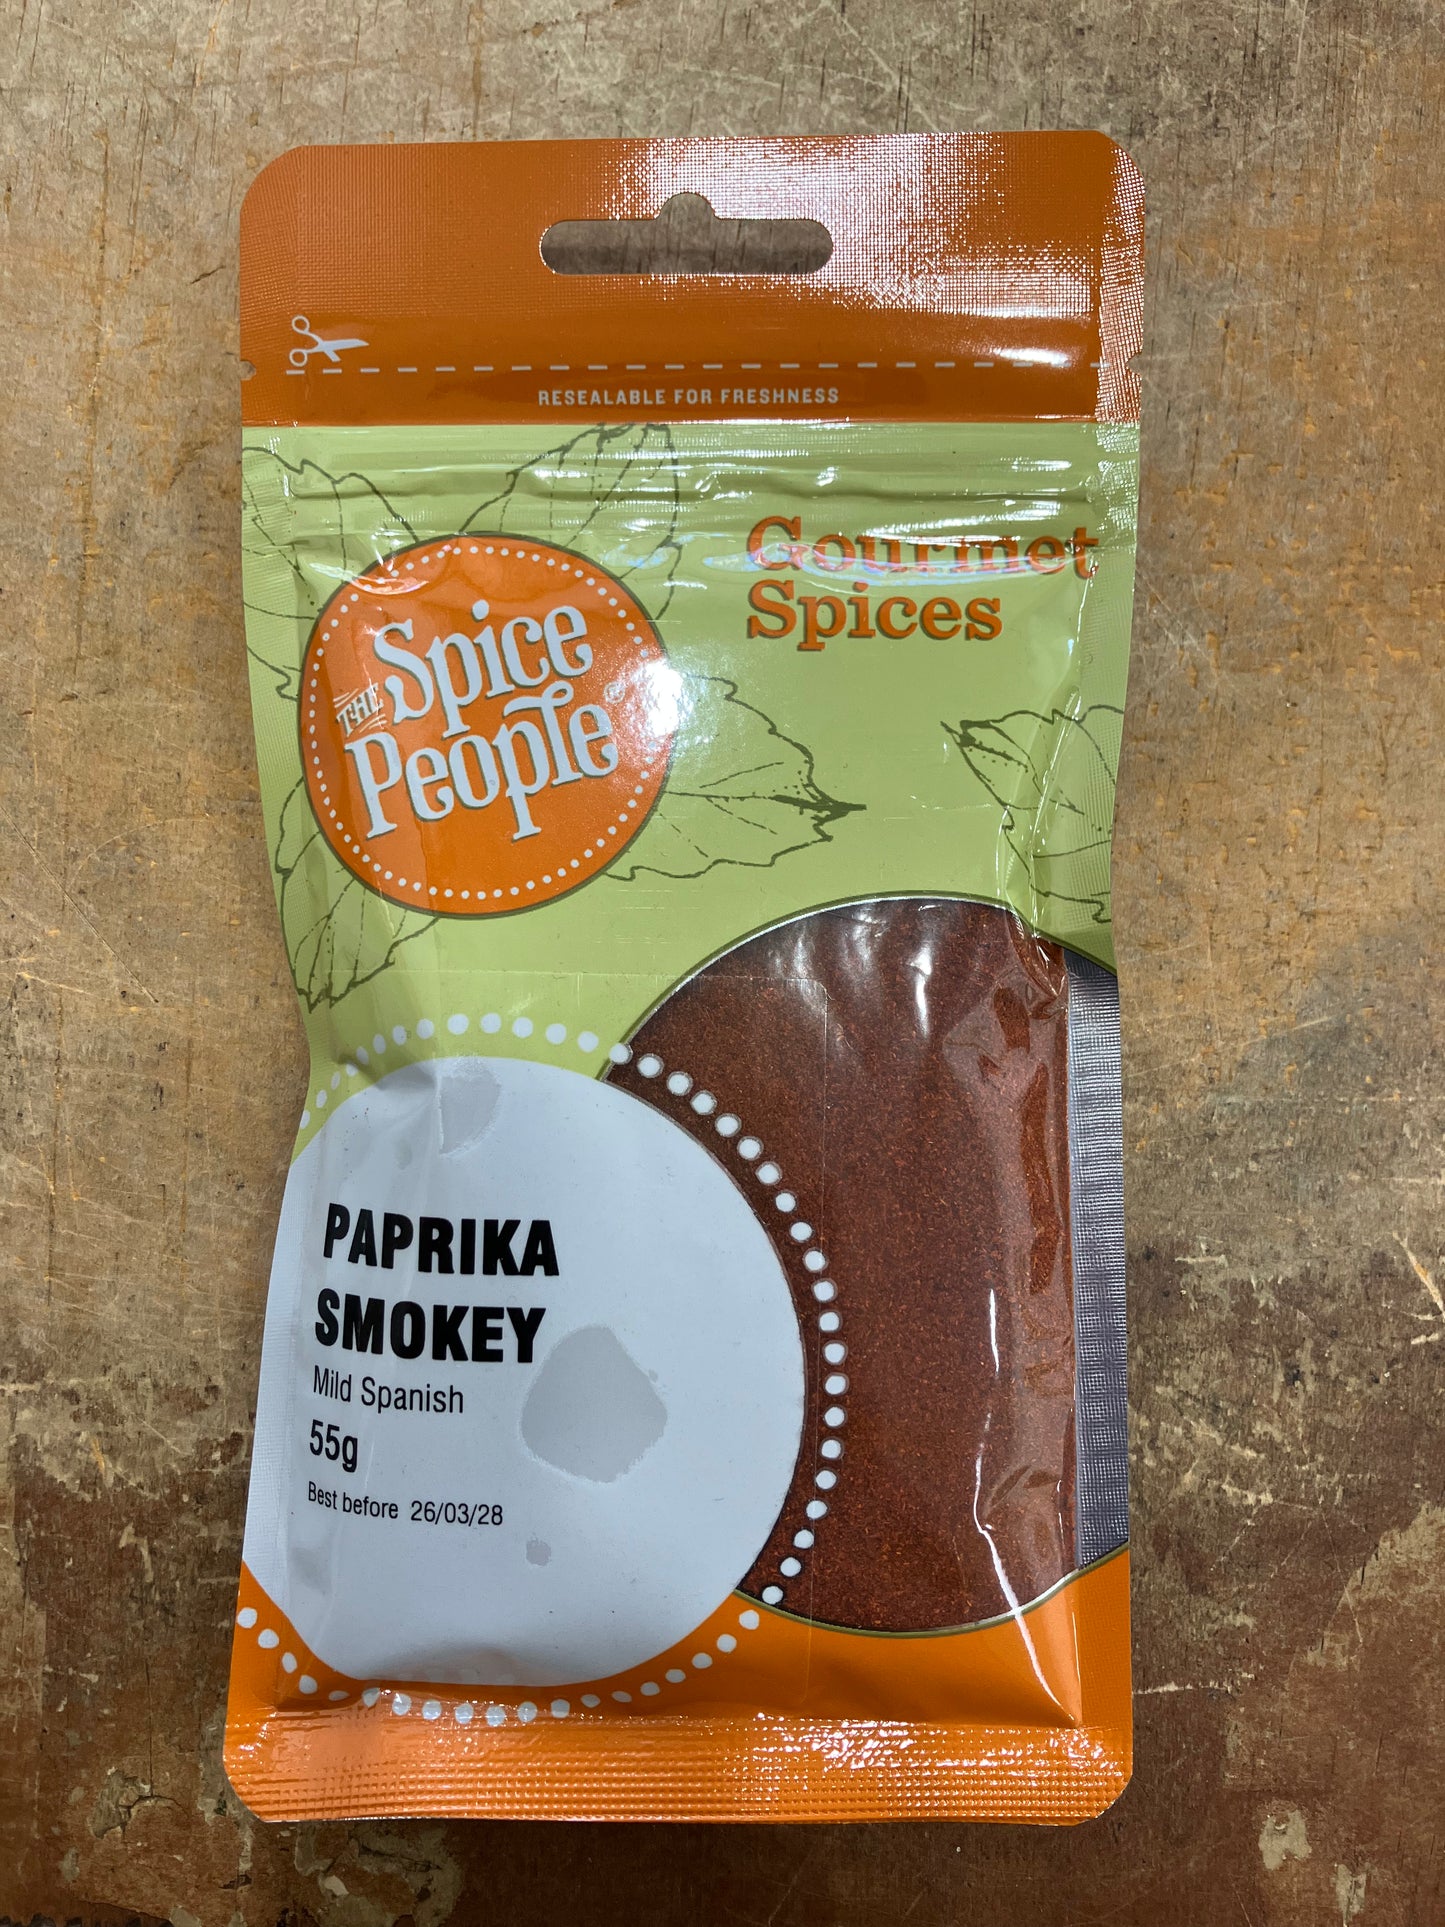 RESEALABLE FOR FRESHNESS
Gourmet
Spices
THE Spice
People
PAPRIKA
SMOKEY
Mild Spanish
55g
Best before 26/03/28